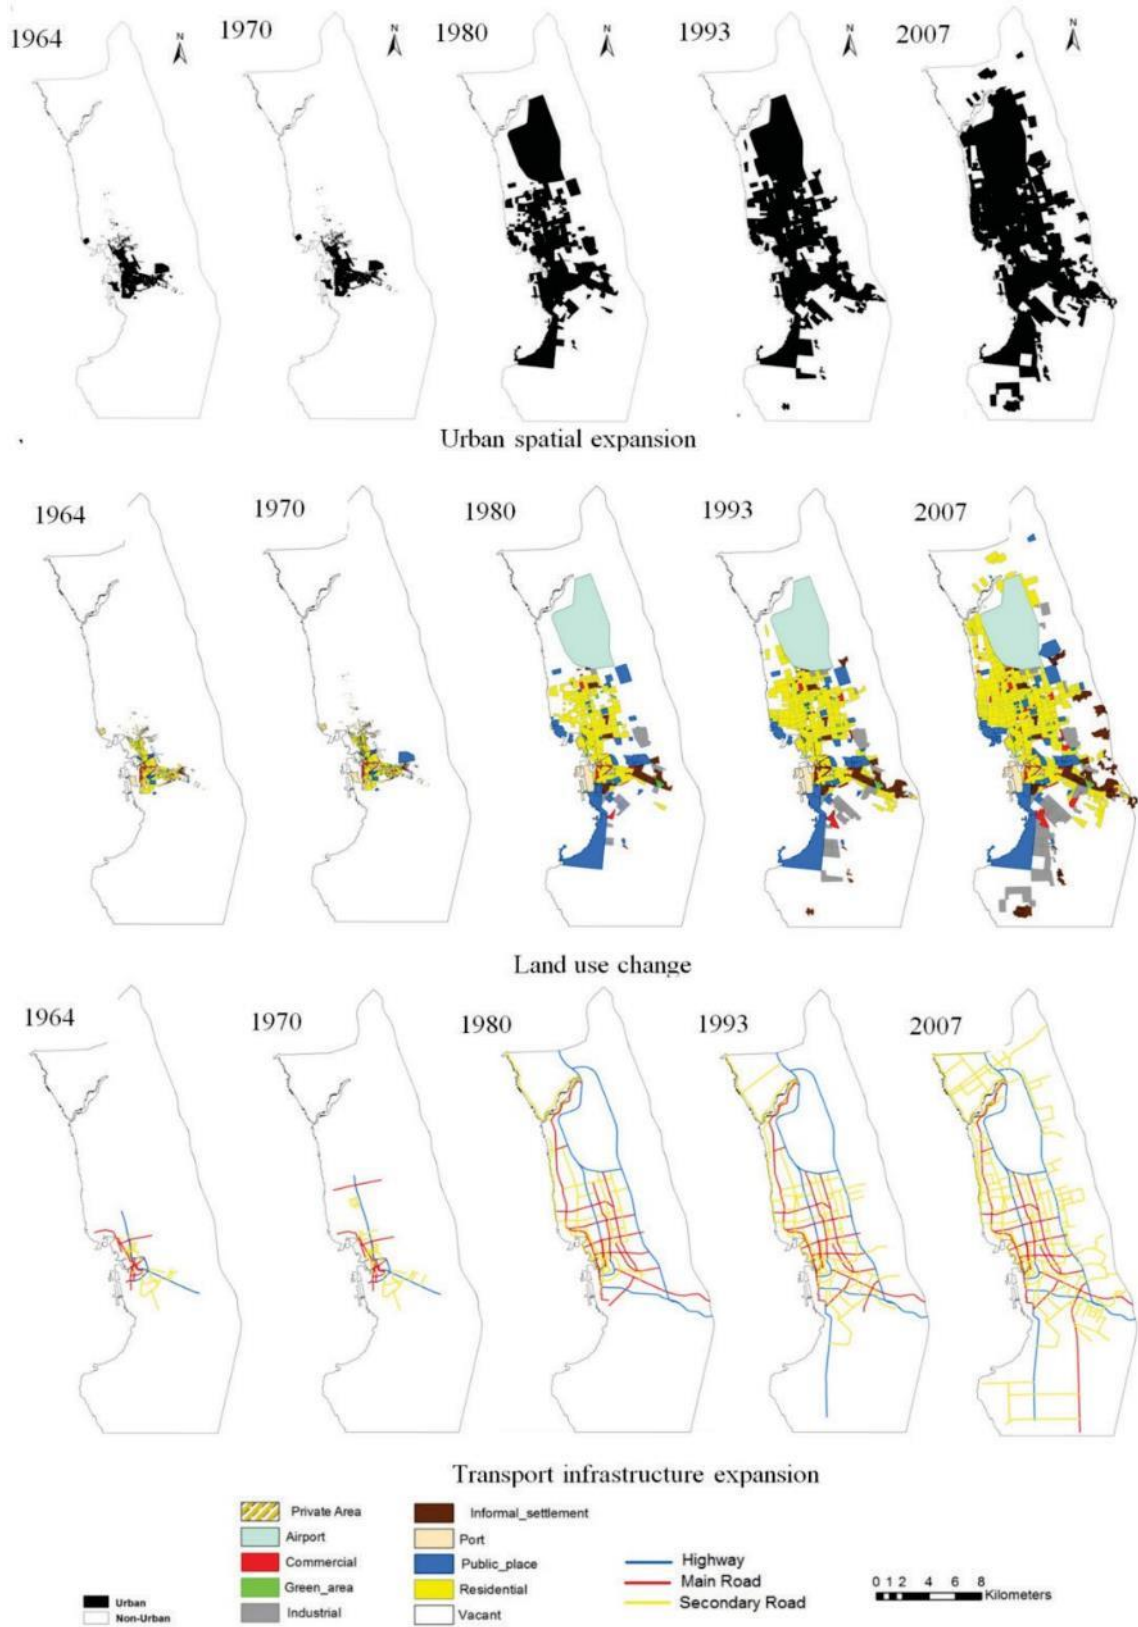 1964
1970
1980
1993
2007
N
N
N
N
N
Urban spatial expansion
1964
1970
1980
1993
2007
Land use change
1964
1970
1980
1993
2007
Transport infrastructure expansion
Private Area
Airport
Commercial
Green_area
Industrial
Informal_settlement
Port
Public_place
Residential
Vacant
Urban
Non-Urban
Highway
Main Road
Secondary Road
0 1 2 4 6 8
Kilometers